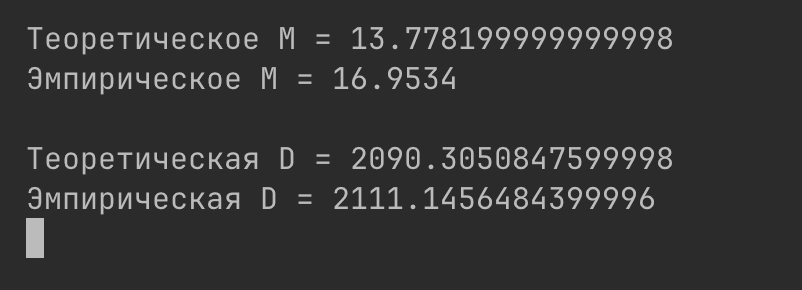 Теоретическое M = 13.778199999999998
Эмпирическое M = 16.9534
Теоретическая D = 2090.3050847599998
Эмпирическая D = 2111.1456484399996